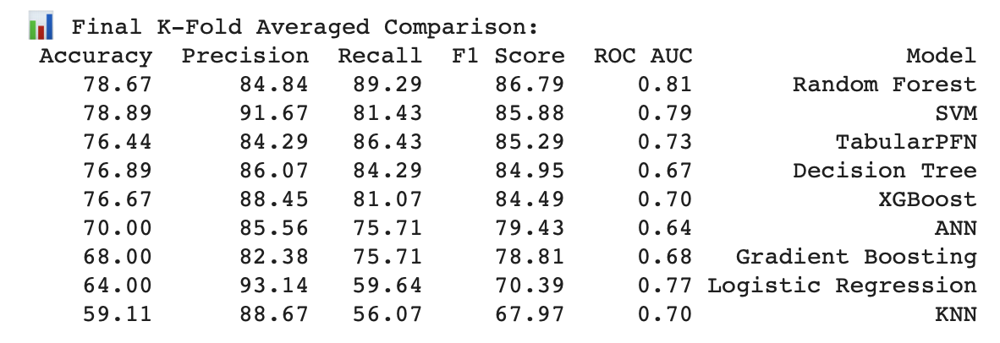 📊 Final K-Fold Averaged Comparison:
Accuracy Precision Recall F1 Score ROC AUC Model
78.67 84.84 89.29 86.79 0.81 Random Forest
78.89 91.67 81.43 85.88 0.79 SVM
76.44 84.29 86.43 85.29 0.73 TabularPFN
76.89 86.07 84.29 84.95 0.67 Decision Tree
76.67 88.45 81.07 84.49 0.70 XGBoost
70.00 85.56 75.71 79.43 0.64 ANN
68.00 82.38 75.71 78.81 0.68 Gradient Boosting
64.00 93.14 59.64 70.39 0.77 Logistic Regression
59.11 88.67 56.07 67.97 0.70 KNN